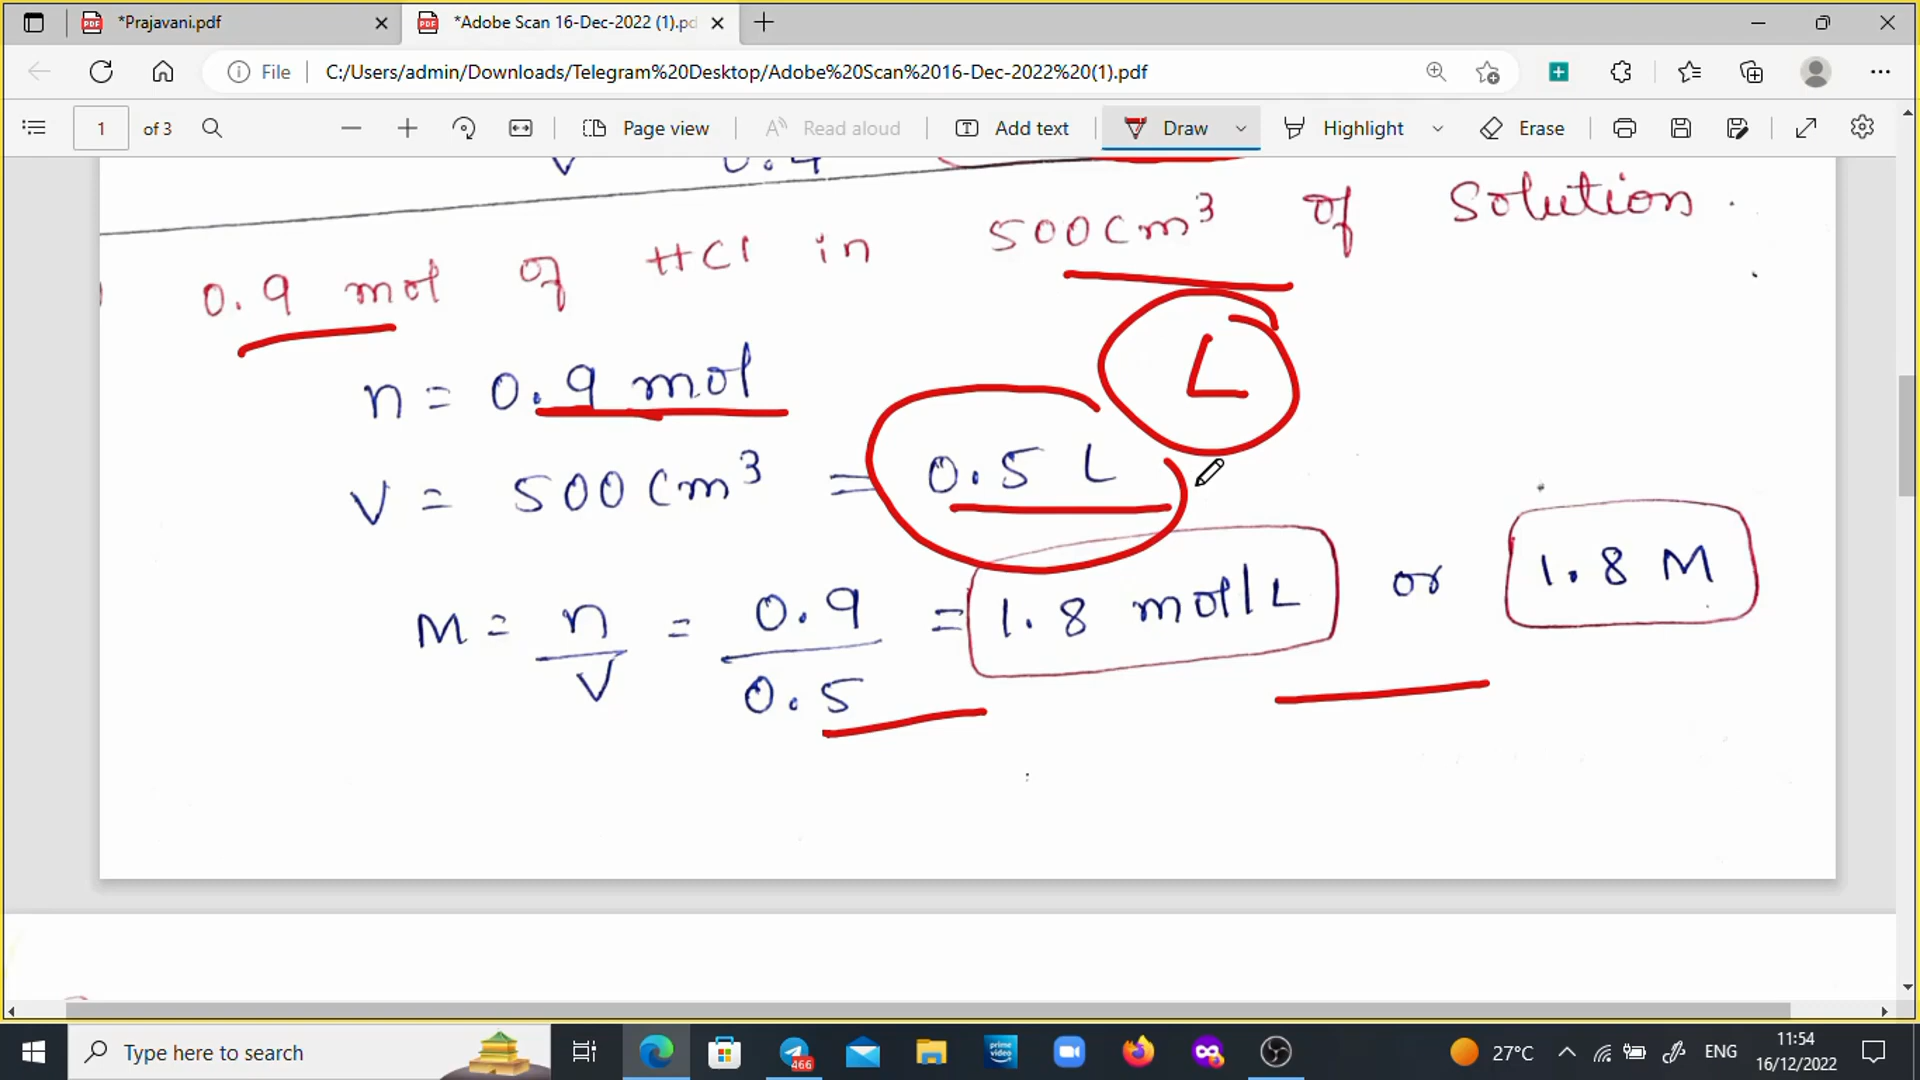 *Prajavani.pdf
*Adobe Scan 16-Dec-2022 (1).pd
File
C:/Users/admin/Downloads/Telegram%20Desktop/Adobe%20Scan%2016-Dec-2022%20(1).pdf
1 of 3
Page view
Read aloud
Add text
Draw
Highlight
Erase
0.9 mol of HCl in 500Cm³ of Solution.
L
n = 0.9 mol
V = 500Cm³ = 0.5 L
M = n/V = 0.9/0.5 = 1.8 mol/L or 1.8 M
Type here to search
466
prime video
27°C
ENG
11:54
16/12/2022